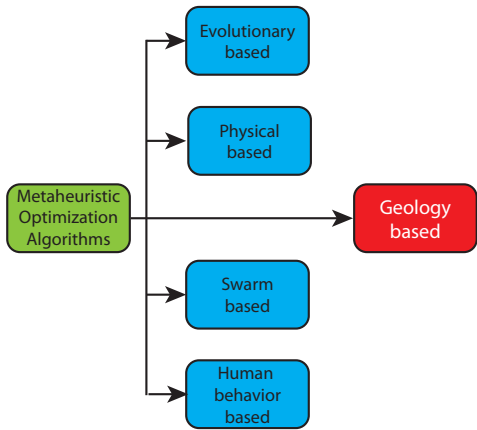 Evolutionary
based
Physical
based
Metaheuristic
Optimization
Algorithms
Geology
based
Swarm
based
Human
behavior
based